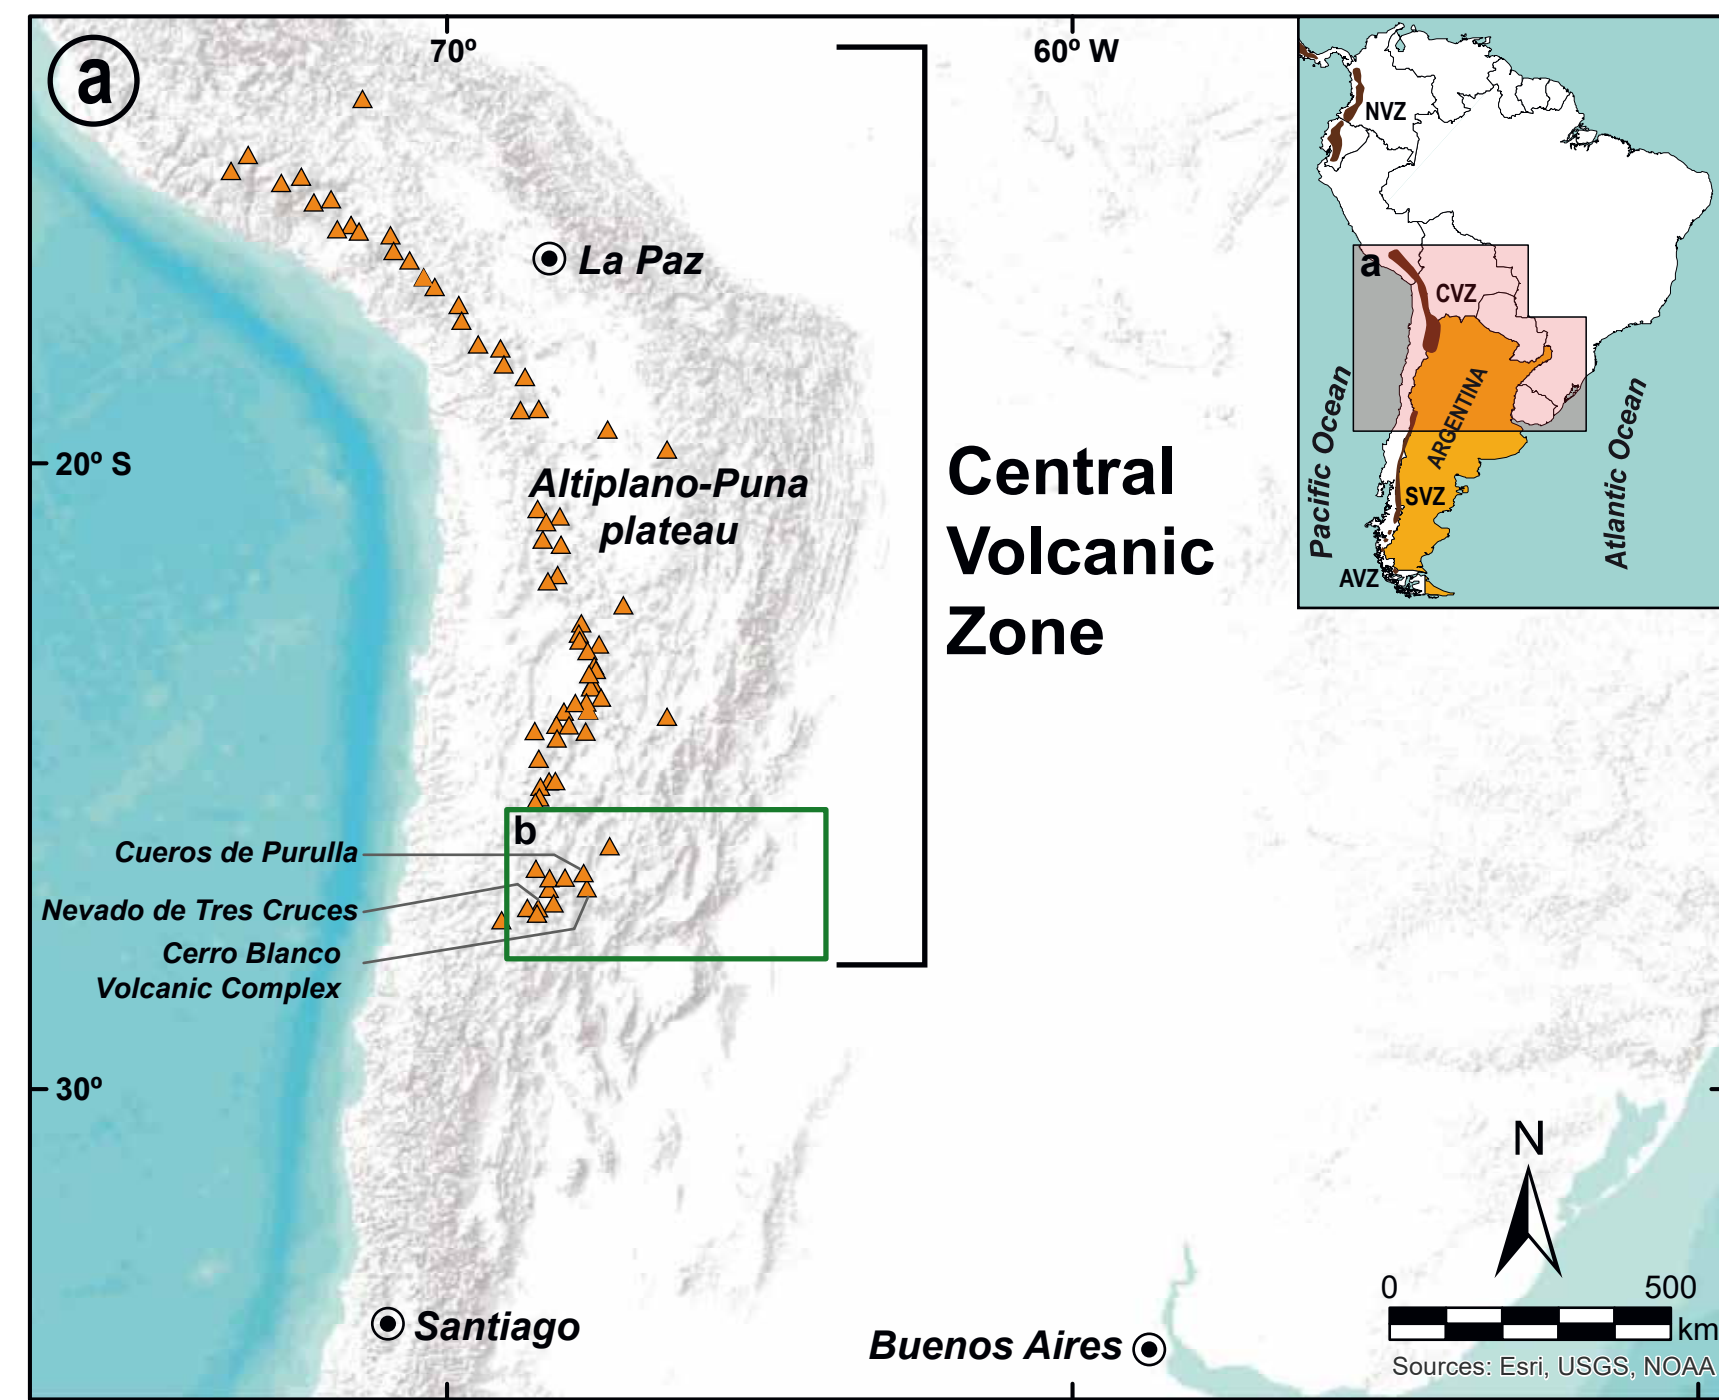 a
70º
60º W
La Paz
20º S
Altiplano-Puna
plateau
Central
Volcanic
Zone
b
Cueros de Purulla
Nevado de Tres Cruces
Cerro Blanco
Volcanic Complex
30º
Santiago
Buenos Aires
NVZ
a
CVZ
ARGENTINA
SVZ
AVZ
Pacific Ocean
Atlantic Ocean
N
0 500
km
Sources: Esri, USGS, NOAA